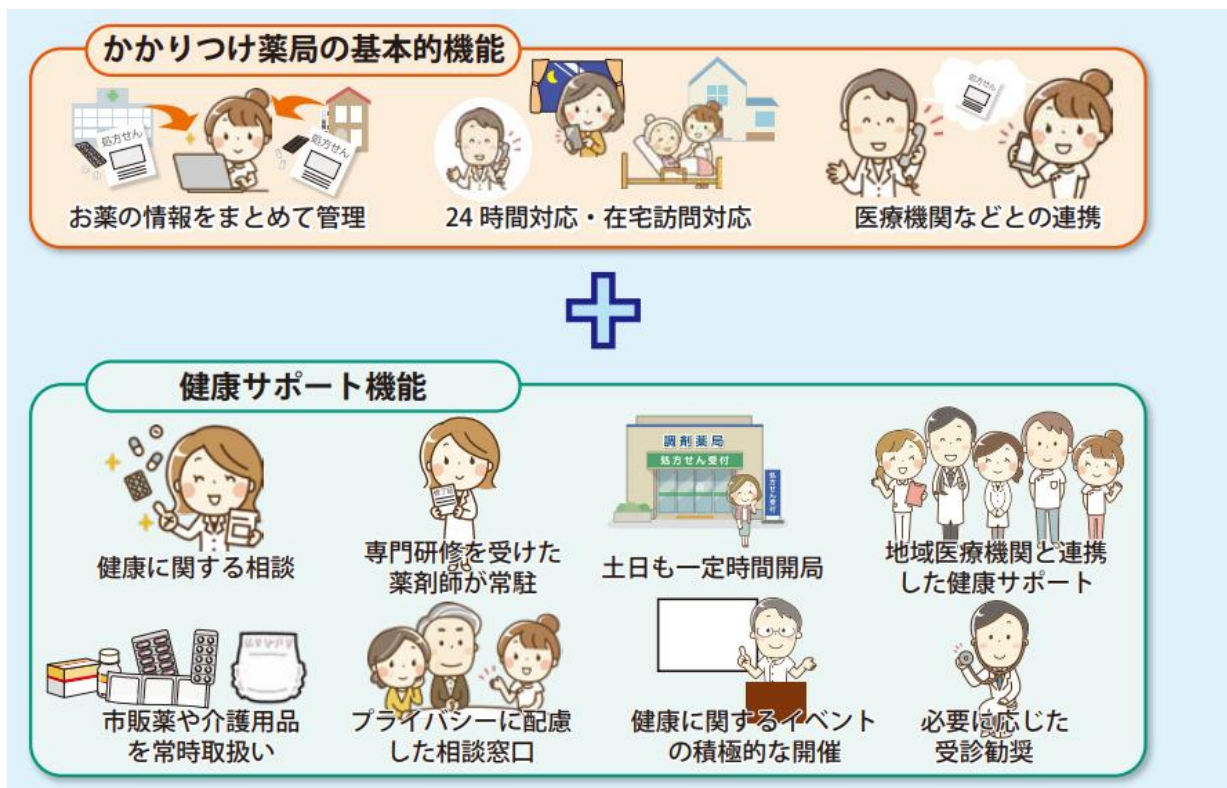 かかりつけ薬局の基本的機能
処方せん
処方せん
処方せん
お薬の情報をまとめて管理
24時間対応・在宅訪問対応
医療機関などとの連携
健康サポート機能
調剤薬局
処方せん受付
処方せん受付
健康に関する相談
専門研修を受けた
薬剤師が常駐
土日も一定時間開局
地域医療機関と連携
した健康サポート
市販薬や介護用品
を常時取扱い
プライバシーに配慮
した相談窓口
健康に関するイベント
の積極的な開催
必要に応じた
受診勧奨